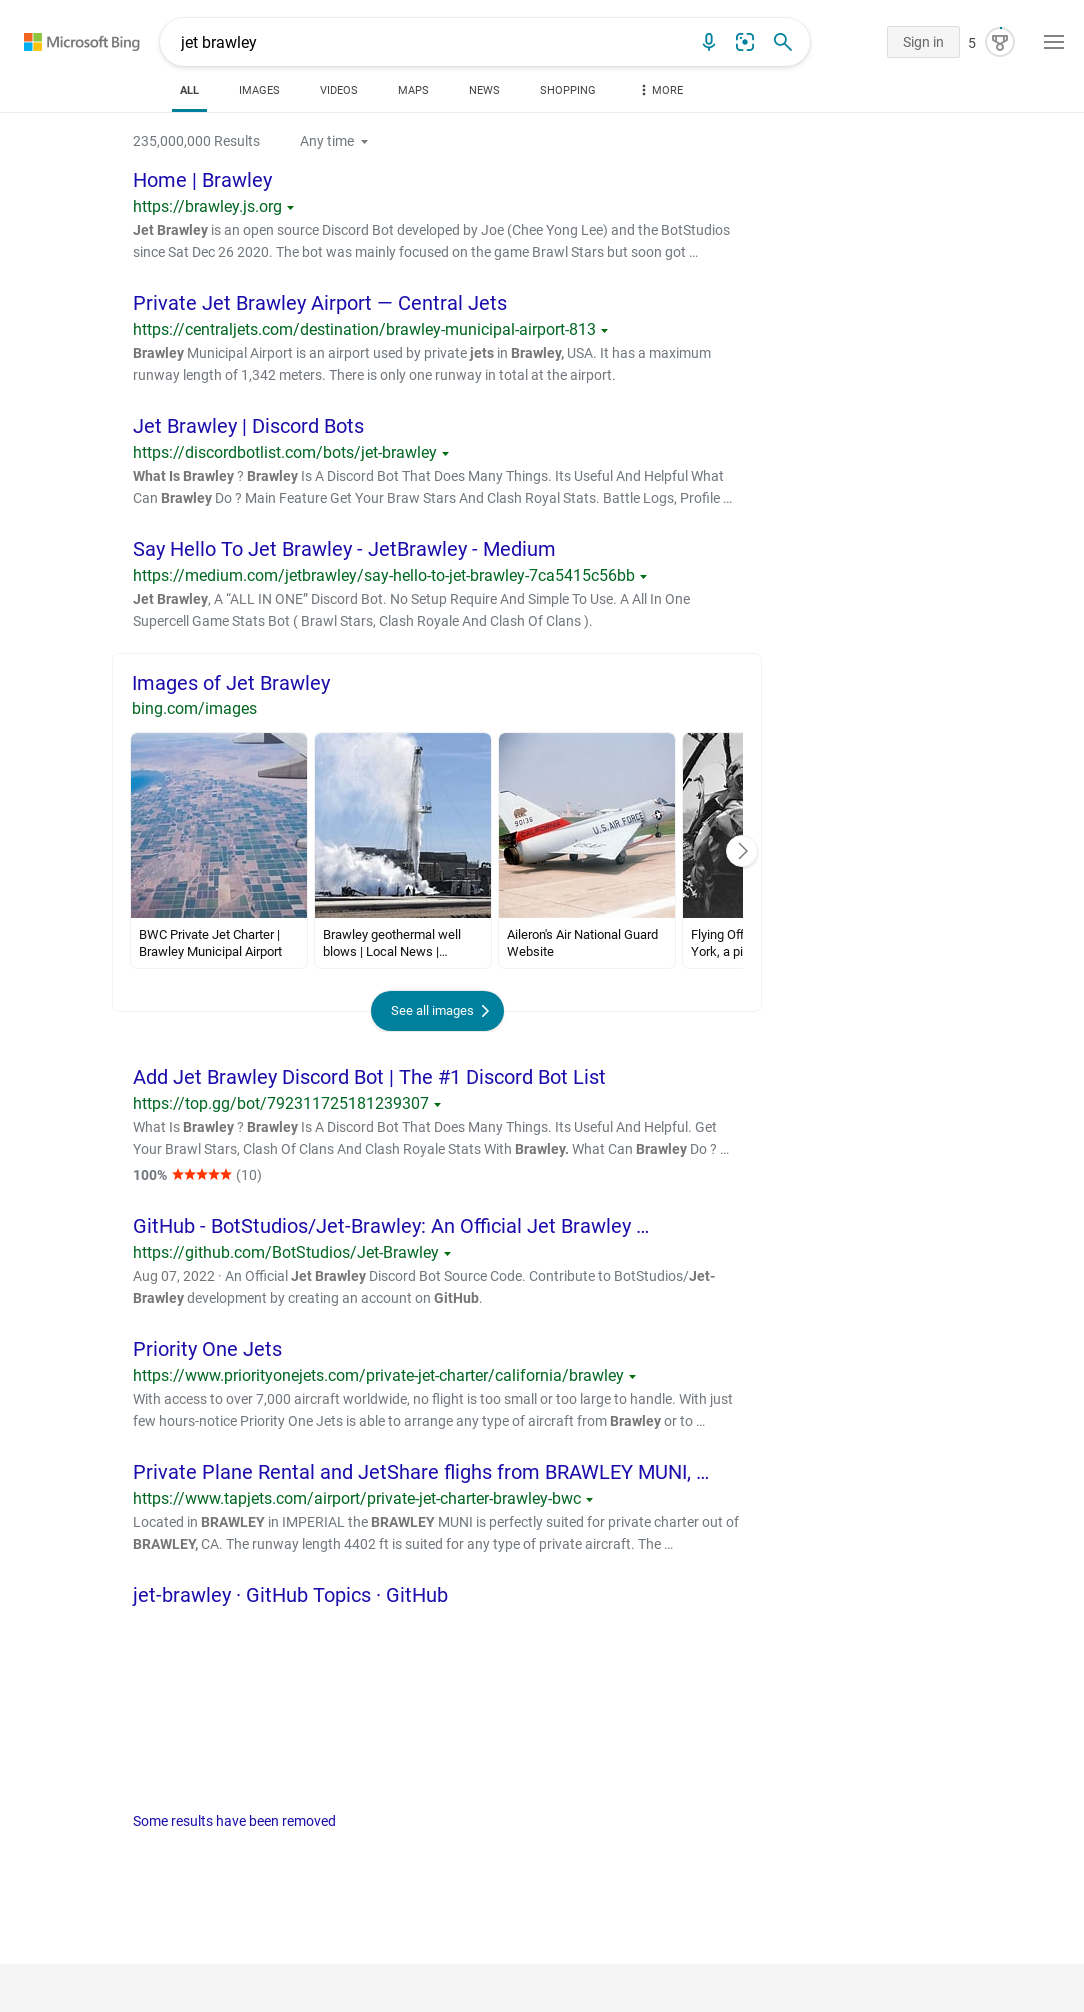 Microsoft Bing
jet brawley
Sign in
5
ALL
IMAGES
VIDEOS
MAPS
NEWS
SHOPPING
MORE
235,000,000 Results
Any time
Home | Brawley
https://brawley.js.org
Jet Brawley is an open source Discord Bot developed by Joe (Chee Yong Lee) and the BotStudios
since Sat Dec 26 2020. The bot was mainly focused on the game Brawl Stars but soon got …
Private Jet Brawley Airport — Central Jets
https://centraljets.com/destination/brawley-municipal-airport-813
Brawley Municipal Airport is an airport used by private jets in Brawley, USA. It has a maximum
runway length of 1,342 meters. There is only one runway in total at the airport.
Jet Brawley | Discord Bots
https://discordbotlist.com/bots/jet-brawley
What Is Brawley ? Brawley Is A Discord Bot That Does Many Things. Its Useful And Helpful What
Can Brawley Do ? Main Feature Get Your Braw Stars And Clash Royal Stats. Battle Logs, Profile …
Say Hello To Jet Brawley - JetBrawley - Medium
https://medium.com/jetbrawley/say-hello-to-jet-brawley-7ca5415c56bb
Jet Brawley, A “ALL IN ONE” Discord Bot. No Setup Require And Simple To Use. A All In One
Supercell Game Stats Bot ( Brawl Stars, Clash Royale And Clash Of Clans ).
Images of Jet Brawley
bing.com/images
90136
CALIFORNIA
U.S. AIR FORCE
BWC Private Jet Charter |
Brawley Municipal Airport
Brawley geothermal well
blows | Local News |…
Aileron's Air National Guard
Website
Flying Off
York, a pi
See all images
Add Jet Brawley Discord Bot | The #1 Discord Bot List
https://top.gg/bot/792311725181239307
What Is Brawley ? Brawley Is A Discord Bot That Does Many Things. Its Useful And Helpful. Get
Your Brawl Stars, Clash Of Clans And Clash Royale Stats With Brawley. What Can Brawley Do ? …
100% ★★★★★ (10)
GitHub - BotStudios/Jet-Brawley: An Official Jet Brawley …
https://github.com/BotStudios/Jet-Brawley
Aug 07, 2022 · An Official Jet Brawley Discord Bot Source Code. Contribute to BotStudios/Jet-
Brawley development by creating an account on GitHub.
Priority One Jets
https://www.priorityonejets.com/private-jet-charter/california/brawley
With access to over 7,000 aircraft worldwide, no flight is too small or too large to handle. With just
few hours-notice Priority One Jets is able to arrange any type of aircraft from Brawley or to …
Private Plane Rental and JetShare flighs from BRAWLEY MUNI, …
https://www.tapjets.com/airport/private-jet-charter-brawley-bwc
Located in BRAWLEY in IMPERIAL the BRAWLEY MUNI is perfectly suited for private charter out of
BRAWLEY, CA. The runway length 4402 ft is suited for any type of private aircraft. The …
jet-brawley · GitHub Topics · GitHub
Some results have been removed